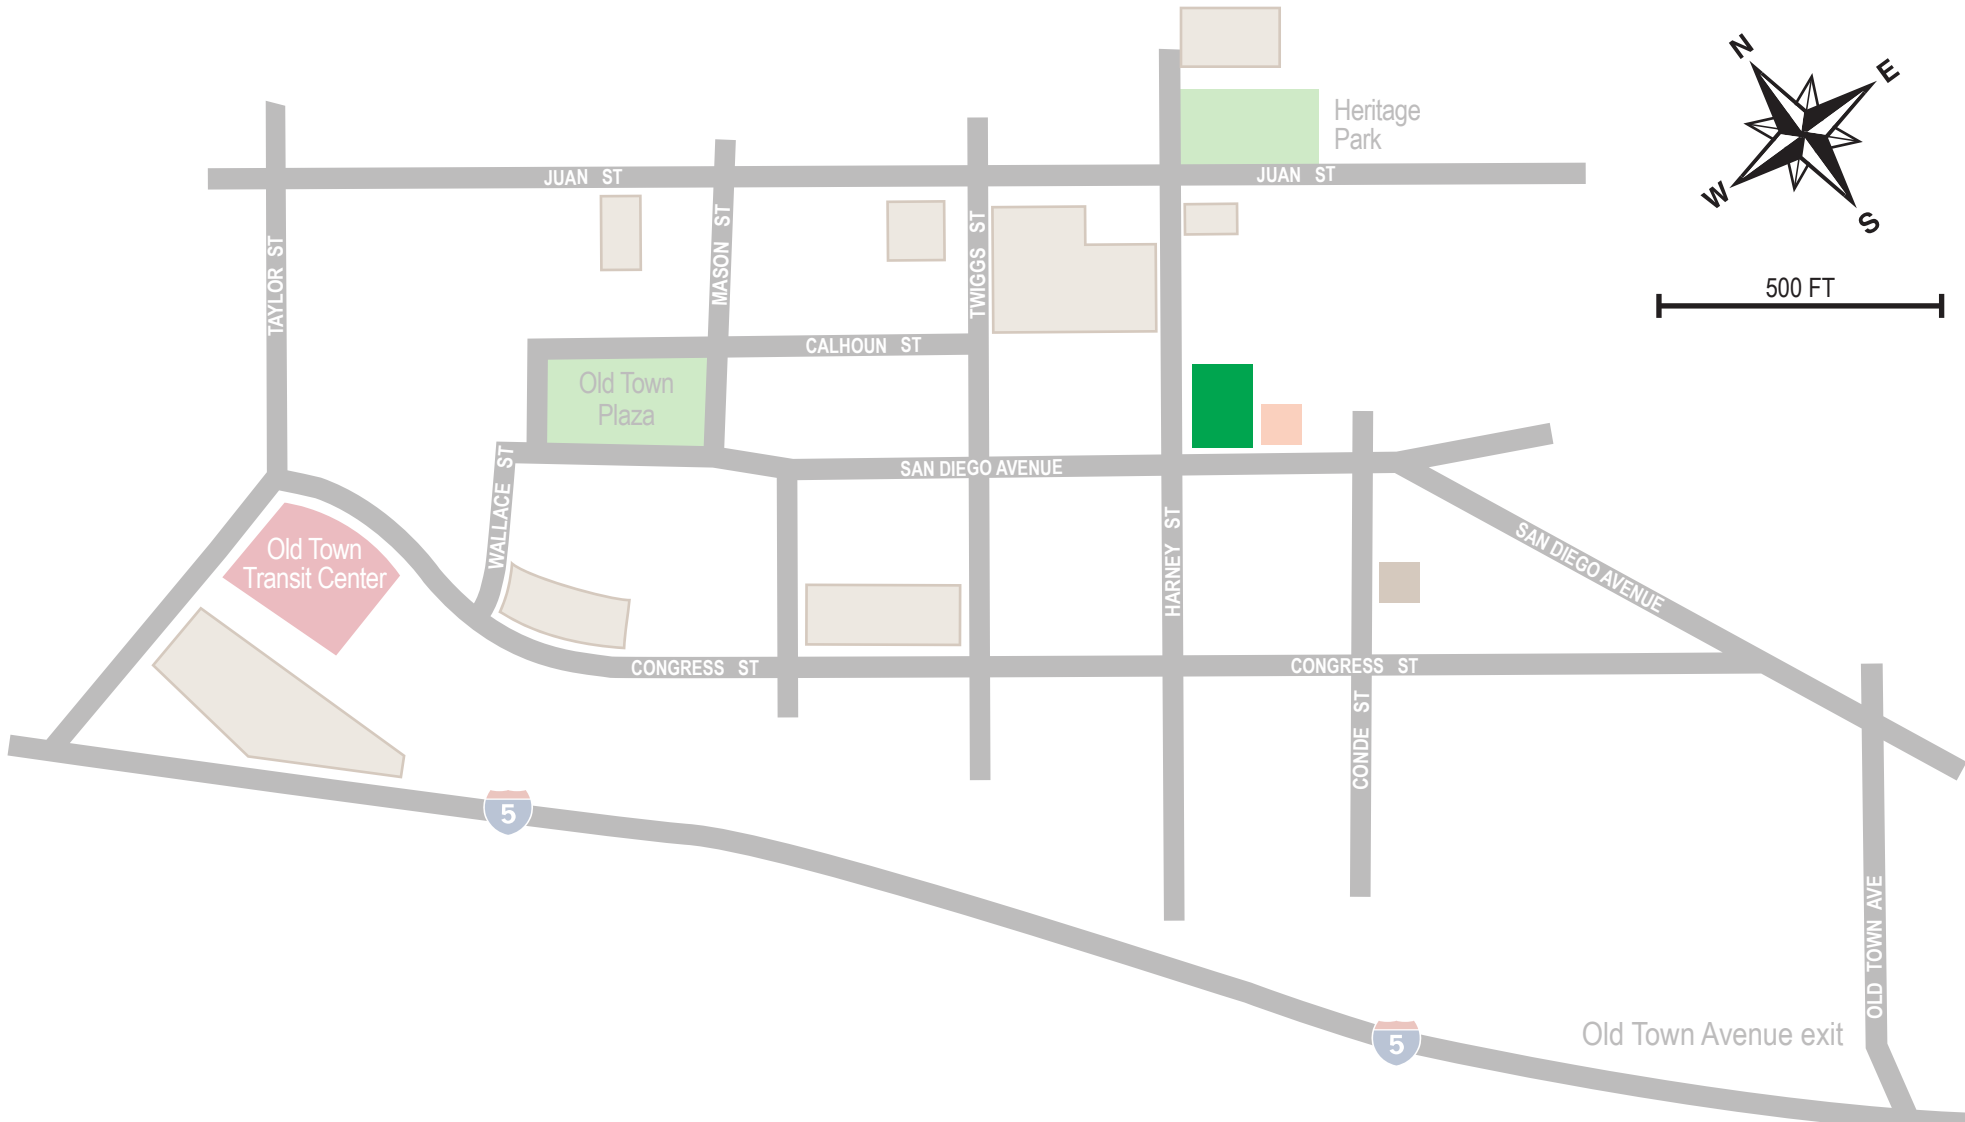 N
E
W
S
500 FT
Heritage
Park
JUAN ST
JUAN ST
TAYLOR ST
MASON ST
TWIGGS ST
CALHOUN ST
Old Town
Plaza
WALLACE ST
SAN DIEGO AVENUE
HARNEY ST
SAN DIEGO AVENUE
Old Town
Transit Center
CONGRESS ST
CONGRESS ST
CONDE ST
5
OLD TOWN AVE
Old Town Avenue exit
5